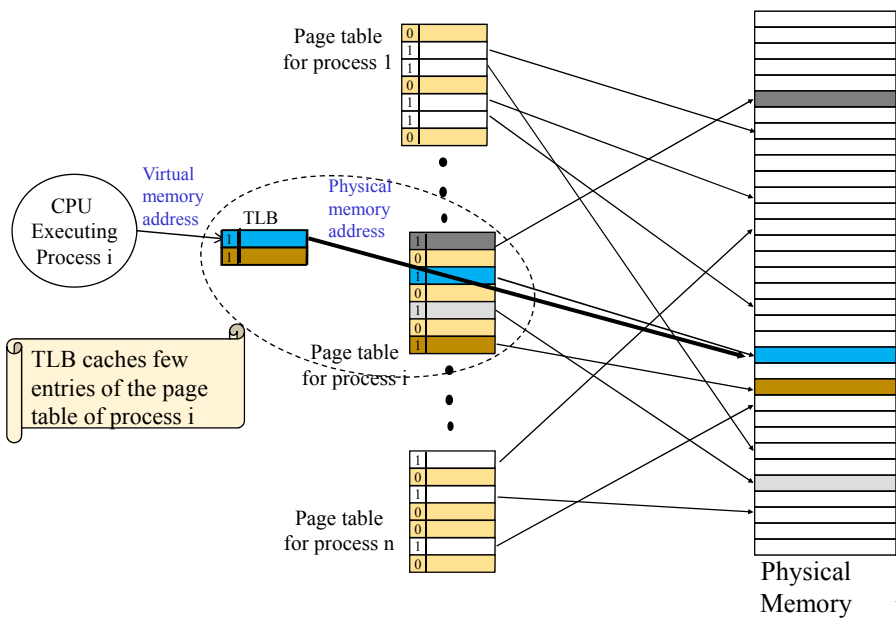 Page table
for process 1
0
1
1
0
1
1
0
Virtual
memory
address
Physical
memory
address
CPU
Executing
Process i
TLB
1
1
1
0
1
0
1
0
1
Page table
for process i
TLB caches few
entries of the page
table of process i
Page table
for process n
1
0
1
0
0
1
0
Physical
Memory